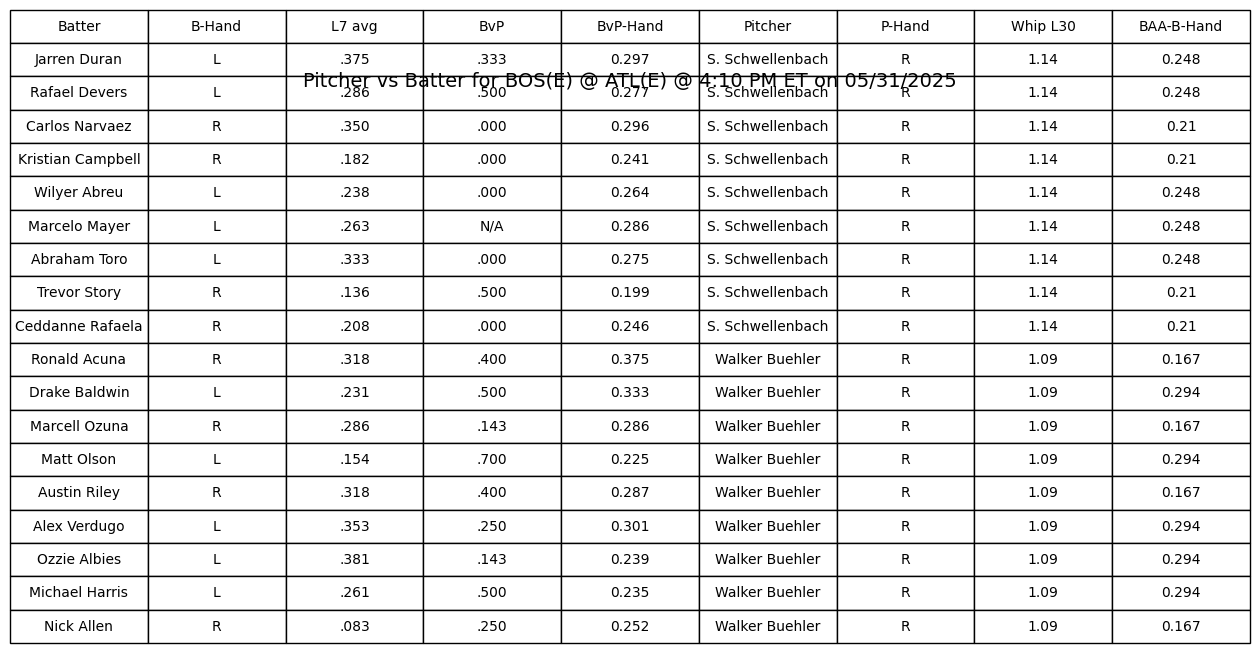 Batter B-Hand L7 avg BvP BvP-Hand Pitcher P-Hand Whip L30 BAA-B-Hand
Jarren Duran L .375 .333 0.297 S. Schwellenbach R 1.14 0.248
Pitcher vs Batter for BOS(E) @ ATL(E) @ 4:10 PM ET on 05/31/2025
Rafael Devers L .286 .500 0.277 S. Schwellenbach R 1.14 0.248
Carlos Narvaez R .350 .000 0.296 S. Schwellenbach R 1.14 0.21
Kristian Campbell R .182 .000 0.241 S. Schwellenbach R 1.14 0.21
Wilyer Abreu L .238 .000 0.264 S. Schwellenbach R 1.14 0.248
Marcelo Mayer L .263 N/A 0.286 S. Schwellenbach R 1.14 0.248
Abraham Toro L .333 .000 0.275 S. Schwellenbach R 1.14 0.248
Trevor Story R .136 .500 0.199 S. Schwellenbach R 1.14 0.21
Ceddanne Rafaela R .208 .000 0.246 S. Schwellenbach R 1.14 0.21
Ronald Acuna R .318 .400 0.375 Walker Buehler R 1.09 0.167
Drake Baldwin L .231 .500 0.333 Walker Buehler R 1.09 0.294
Marcell Ozuna R .286 .143 0.286 Walker Buehler R 1.09 0.167
Matt Olson L .154 .700 0.225 Walker Buehler R 1.09 0.294
Austin Riley R .318 .400 0.287 Walker Buehler R 1.09 0.167
Alex Verdugo L .353 .250 0.301 Walker Buehler R 1.09 0.294
Ozzie Albies L .381 .143 0.239 Walker Buehler R 1.09 0.294
Michael Harris L .261 .500 0.235 Walker Buehler R 1.09 0.294
Nick Allen R .083 .250 0.252 Walker Buehler R 1.09 0.167